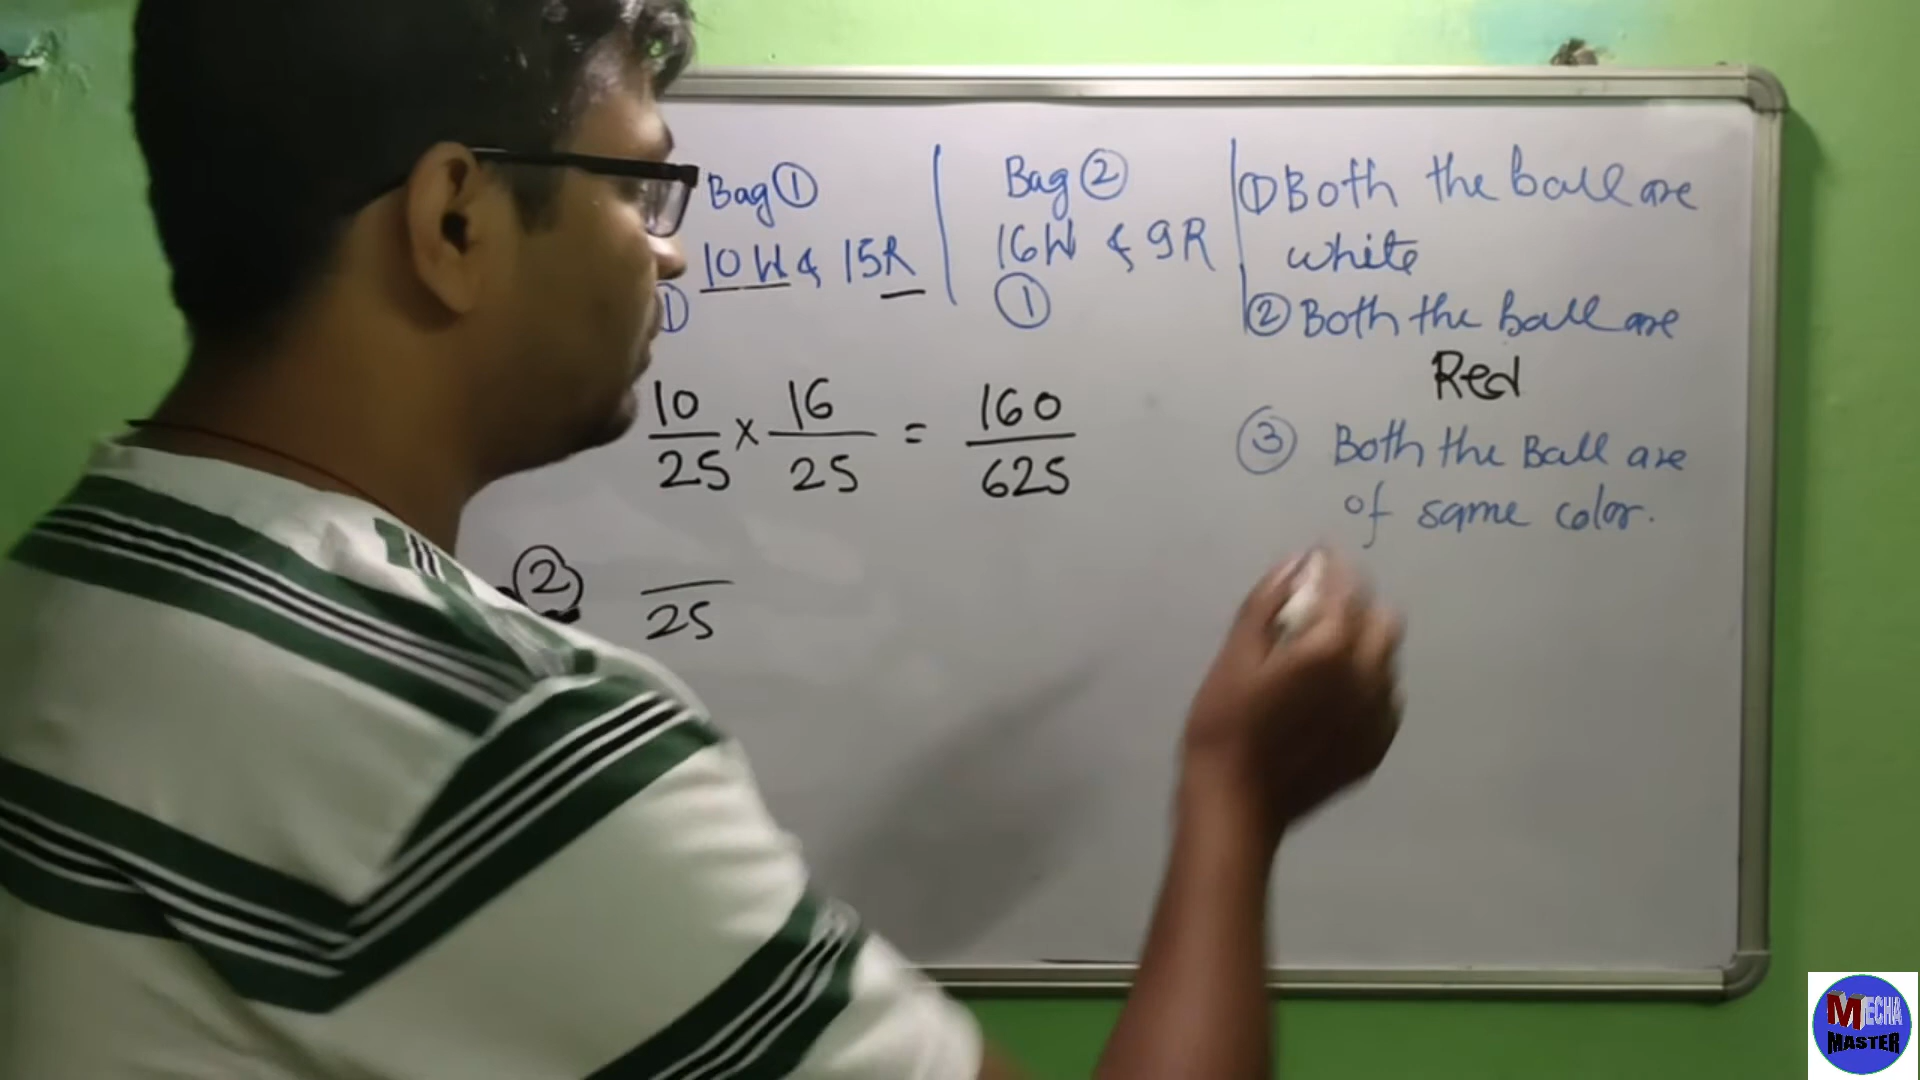 Bag ①
10 W & 15R
①
Bag ②
16W & 9R
①
① Both the ball are
white
② Both the ball are
Red
③ Both the Ball are
of same color.
10/25 × 16/25 = 160/625
② /25
MECHA
MASTER